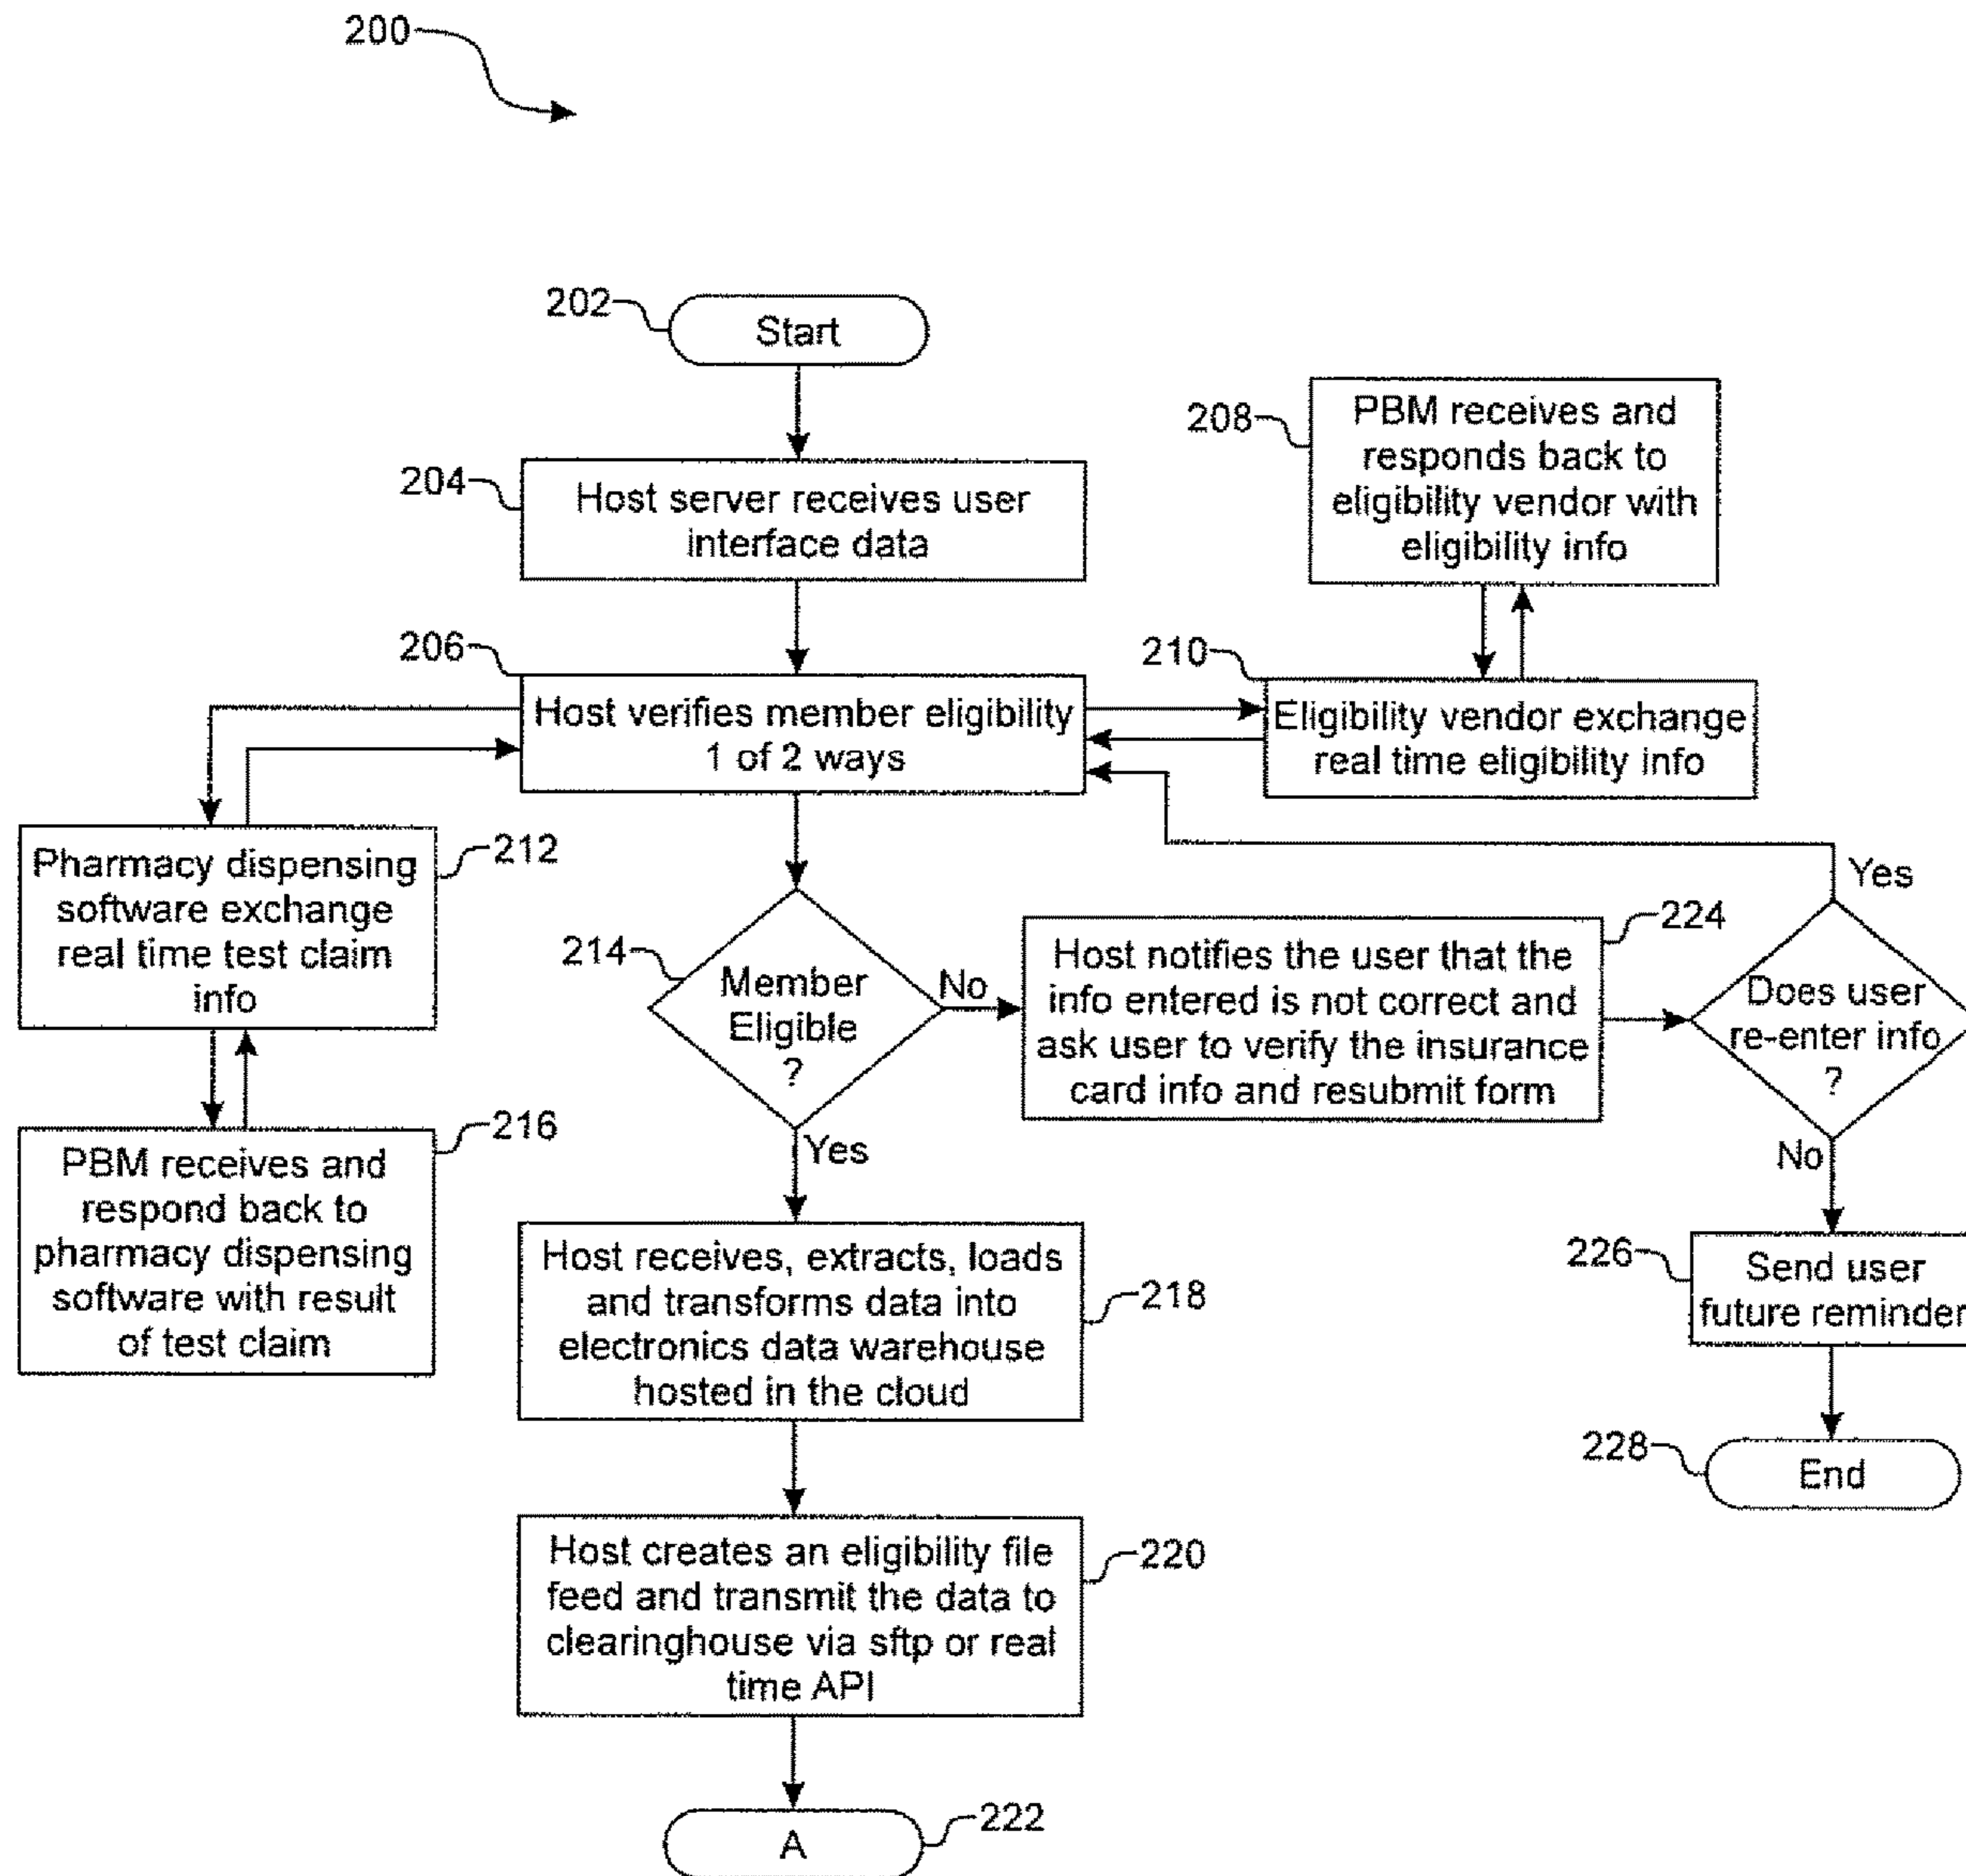 200
202
Start
204
Host server receives user
interface data
208
PBM receives and
responds back to
eligibility vendor with
eligibility info
206
Host verifies member eligibility
1 of 2 ways
210
Eligibility vendor exchange
real time eligibility info
212
Pharmacy dispensing
software exchange
real time test claim
info
214
Member
Eligible
?
No
Yes
224
Host notifies the user that the
info entered is not correct and
ask user to verify the insurance
card info and resubmit form
Yes
Does user
re-enter info
?
No
216
PBM receives and
respond back to
pharmacy dispensing
software with result
of test claim
218
Host receives, extracts, loads
and transforms data into
electronics data warehouse
hosted in the cloud
226
Send user
future reminder
228
End
220
Host creates an eligibility file
feed and transmit the data to
clearinghouse via sftp or real
time API
A
222